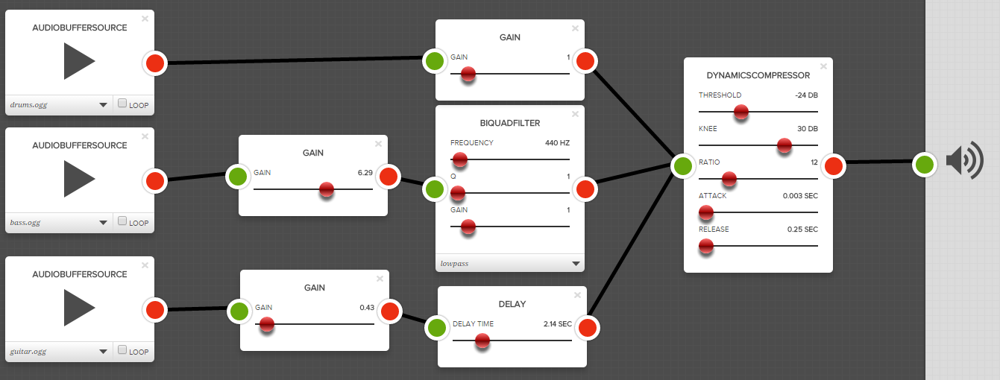 AUDIOBUFFERSOURCE
drums.ogg
LOOP
GAIN
GAIN 1
AUDIOBUFFERSOURCE
bass.ogg
LOOP
GAIN
GAIN 6.29
BIQUADFILTER
FREQUENCY 440 HZ
Q 1
GAIN 1
lowpass
AUDIOBUFFERSOURCE
guitar.ogg
LOOP
GAIN
GAIN 0.43
DELAY
DELAY TIME 2.14 SEC
DYNAMICSCOMPRESSOR
THRESHOLD -24 DB
KNEE 30 DB
RATIO 12
ATTACK 0.003 SEC
RELEASE 0.25 SEC